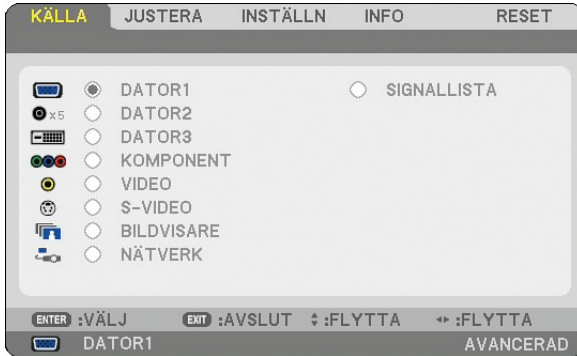 KÄLLA JUSTERA INSTÄLLN INFO RESET
DATOR1 SIGNALLISTA
x5 DATOR2
DATOR3
KOMPONENT
VIDEO
S-VIDEO
BILDVISARE
NÄTVERK
ENTER :VÄLJ EXIT :AVSLUT :FLYTTA :FLYTTA
DATOR1 AVANCERAD